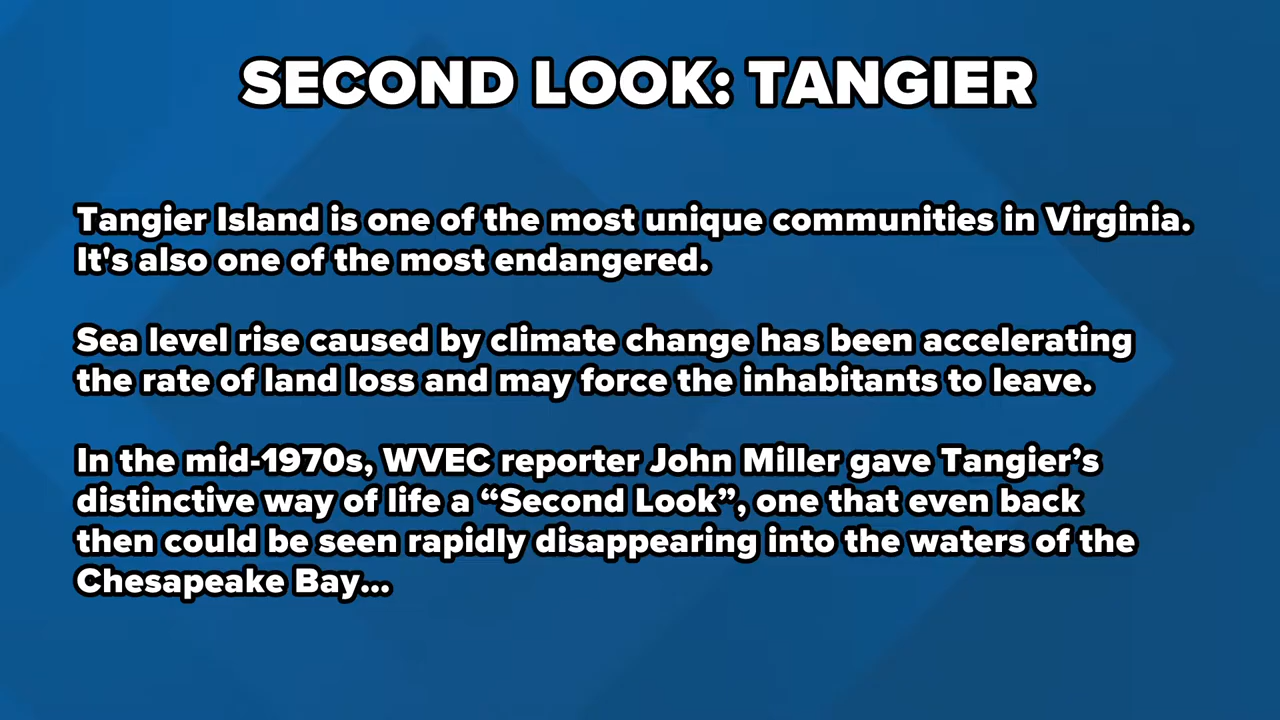 SECOND LOOK: TANGIER
Tangier Island is one of the most unique communities in Virginia.
It's also one of the most endangered.
Sea level rise caused by climate change has been accelerating
the rate of land loss and may force the inhabitants to leave.
In the mid-1970s, WVEC reporter John Miller gave Tangier’s
distinctive way of life a “Second Look”, one that even back
then could be seen rapidly disappearing into the waters of the
Chesapeake Bay...